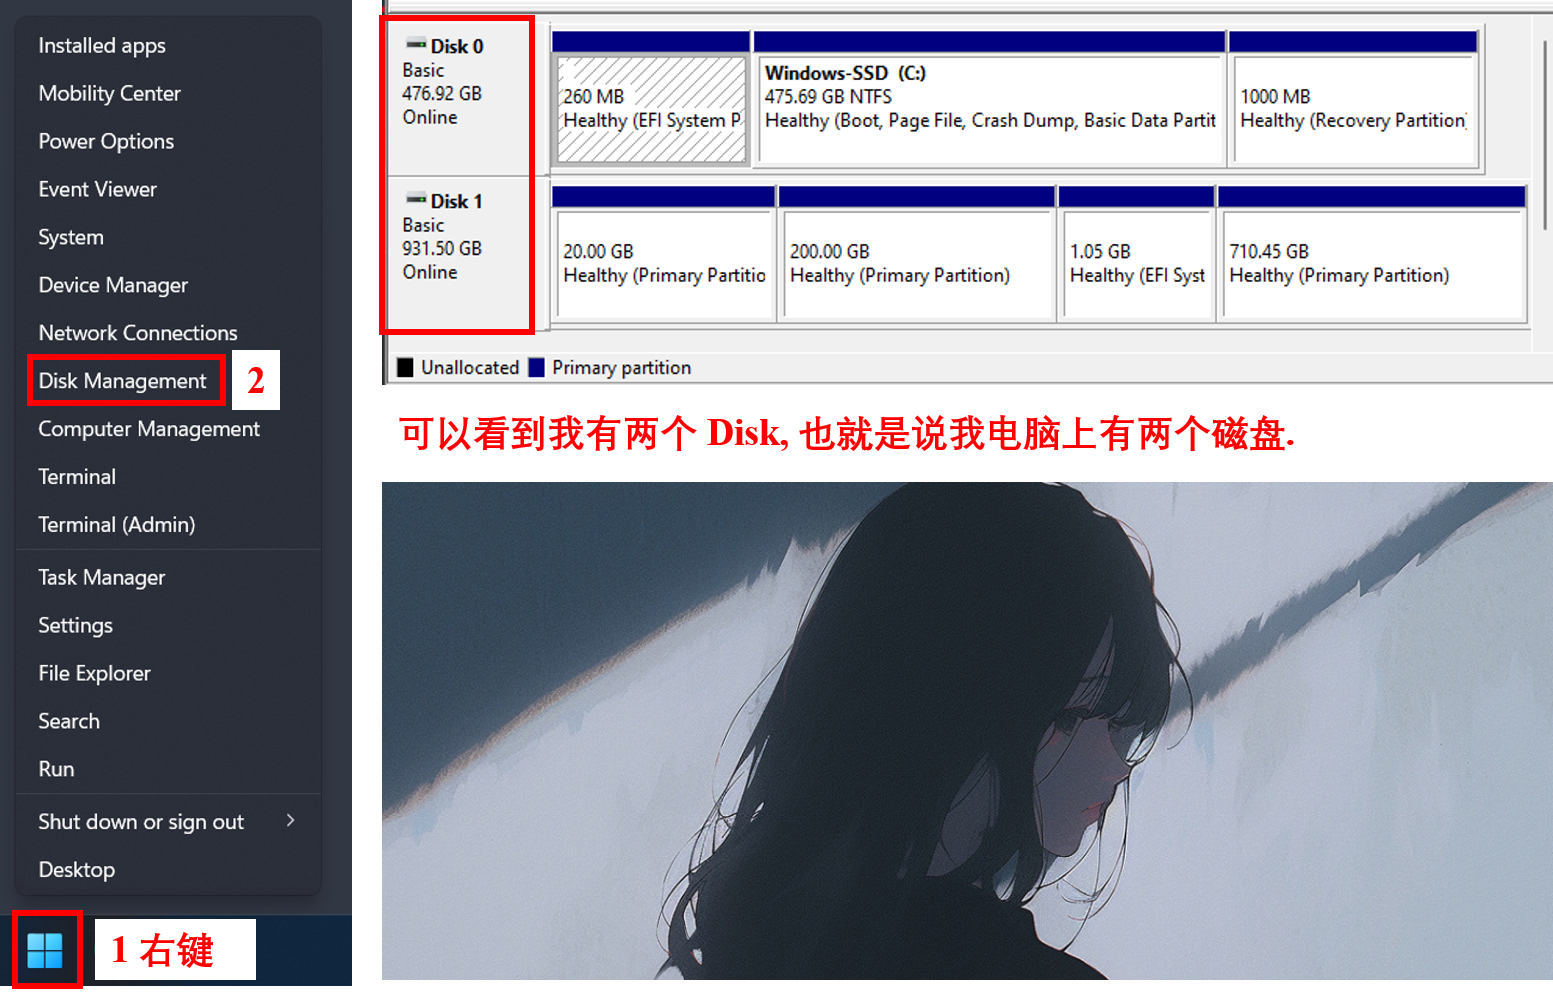 Installed apps
Mobility Center
Power Options
Event Viewer
System
Device Manager
Network Connections
Disk Management
2
Computer Management
Terminal
Terminal (Admin)
Task Manager
Settings
File Explorer
Search
Run
Shut down or sign out
Desktop
1 右键
Disk 0
Basic
476.92 GB
Online
260 MB
Healthy (EFI System P
Windows-SSD (C:)
475.69 GB NTFS
Healthy (Boot, Page File, Crash Dump, Basic Data Partit
1000 MB
Healthy (Recovery Partition)
Disk 1
Basic
931.50 GB
Online
20.00 GB
Healthy (Primary Partitio
200.00 GB
Healthy (Primary Partition)
1.05 GB
Healthy (EFI Syst
710.45 GB
Healthy (Primary Partition)
Unallocated
Primary partition
可以看到我有两个 Disk, 也就是说我电脑上有两个磁盘.